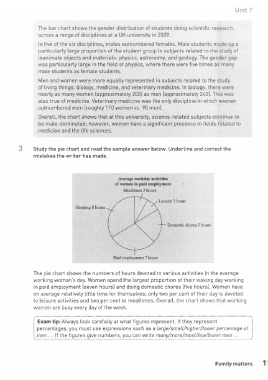 Unit 1
The bar chart shows the gender distribution of students doing scientific research
across a range of disciplines at a UK university in 2009.
In five of the six disciplines, males outnumbered females. Male students made up a
particularly large proportion of the student group in subjects related to the study of
inanimate objects and materials: physics, astronomy, and geology. The gender gap
was particularly large in the field of physics, where there were five times as many
male students as female students.
Men and women were more equally represented in subjects related to the study
of living things: biology, medicine, and veterinary medicine. In biology, there were
nearly as many women (approximately 200) as men (approximately 240). This was
also true of medicine. Veterinary medicine was the only discipline in which women
outnumbered men (roughly 110 women vs. 90 men).
Overall, the chart shows that at this university, science-related subjects continue to
be male-dominated; however, women have a significant presence in fields related to
medicine and the life sciences.
3 Study the pie chart and read the sample answer below. Underline and correct the
mistakes the writer has made.
Average weekday activities
of women in paid employment
Mealtimes 2 hours
Leisure 2 hours
Sleeping 8 hours
Domestic chores 5 hours
Paid employment 7 hours
The pie chart shows the numbers of hours devoted to various activities in the average
working women's day. Women spend the largest proportion of their waking day working
in paid employment (seven hours) and doing domestic chores (five hours). Women have
on average relatively little time for themselves: only two per cent of their day is devoted
to leisure activities and two per cent to mealtimes. Overall, the chart shows that working
women are busy every day of the week.
Exam tip: Always look carefully at what figures represent. If they represent
percentages, you must use expressions such as a large/small/higher/fewer percentage of
men ... If the figures give numbers, you can write many/more/most/few/fewer men ...
Family matters 1